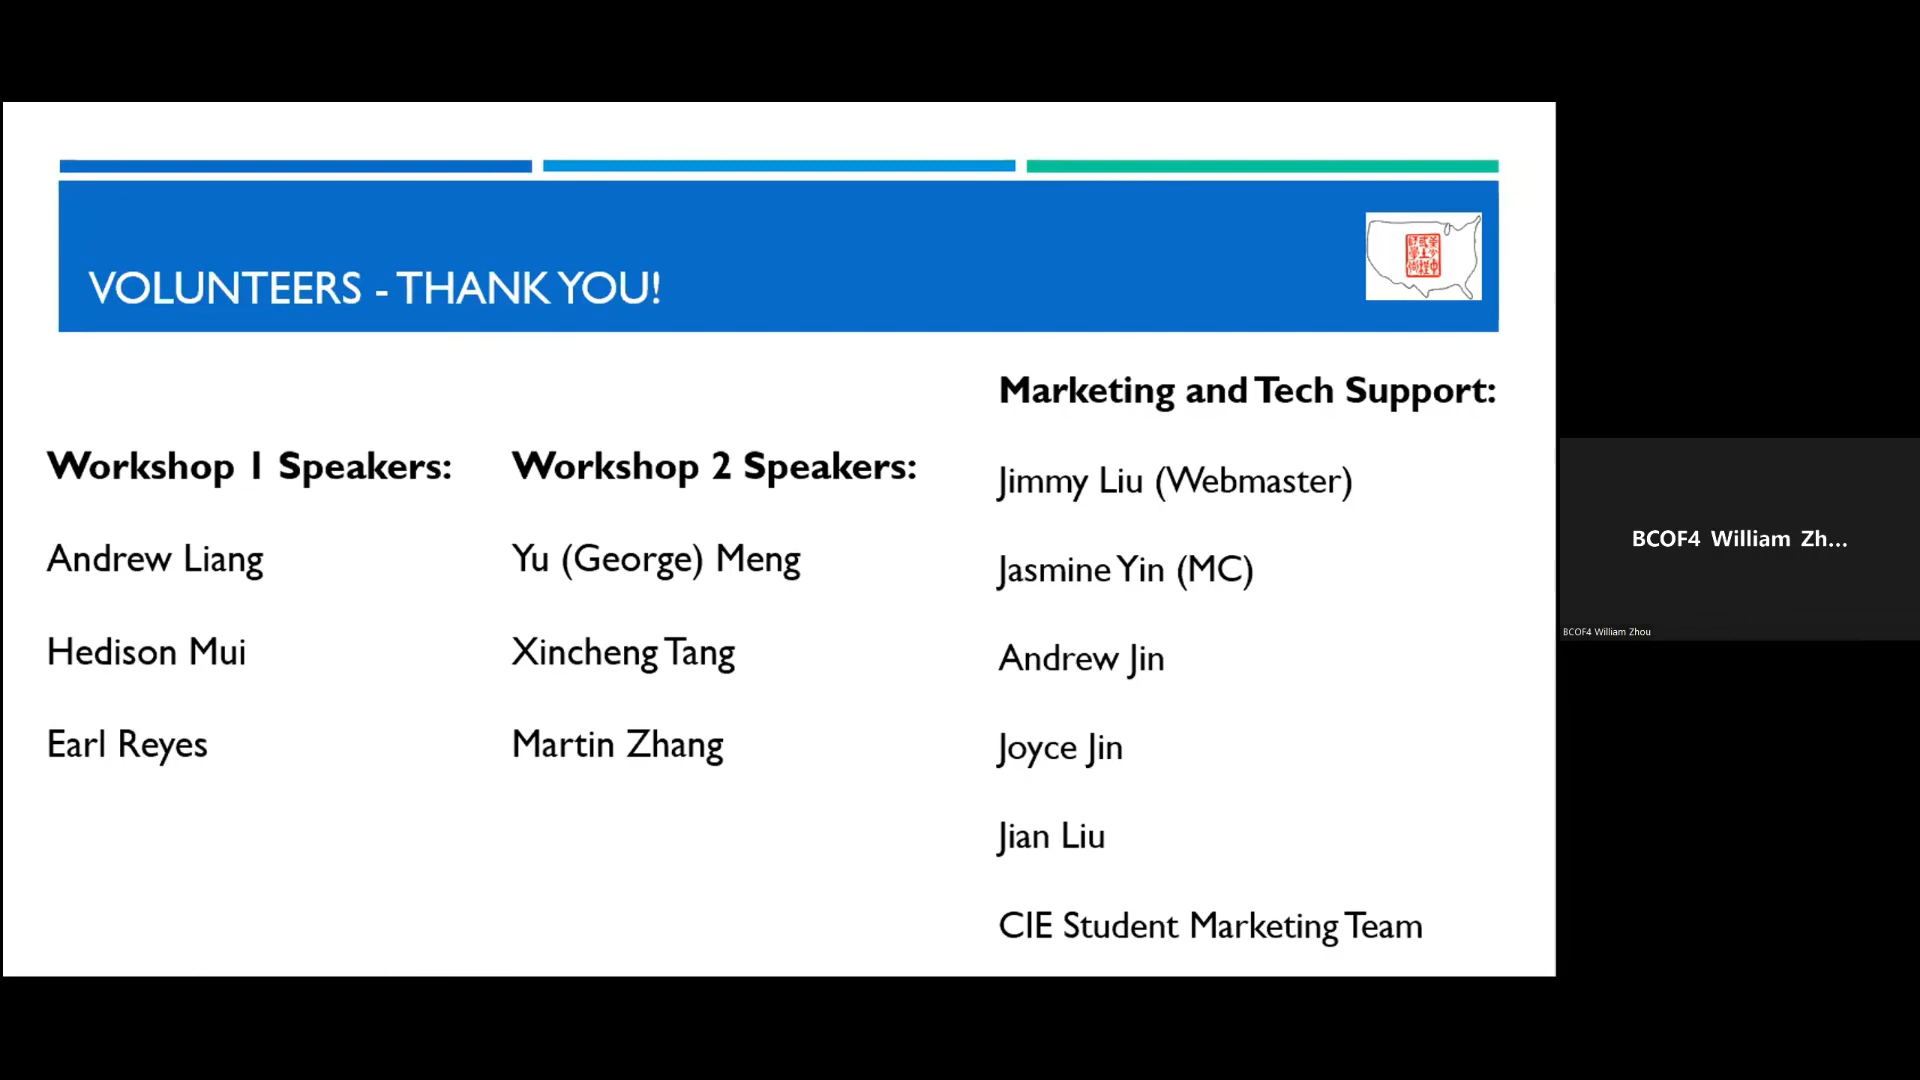 VOLUNTEERS - THANK YOU!
Workshop 1 Speakers:
Andrew Liang
Hedison Mui
Earl Reyes
Workshop 2 Speakers:
Yu (George) Meng
Xincheng Tang
Martin Zhang
Marketing and Tech Support:
Jimmy Liu (Webmaster)
Jasmine Yin (MC)
Andrew Jin
Joyce Jin
Jian Liu
CIE Student Marketing Team
BCOF4 William Zh...
BCOF4 William Zhou